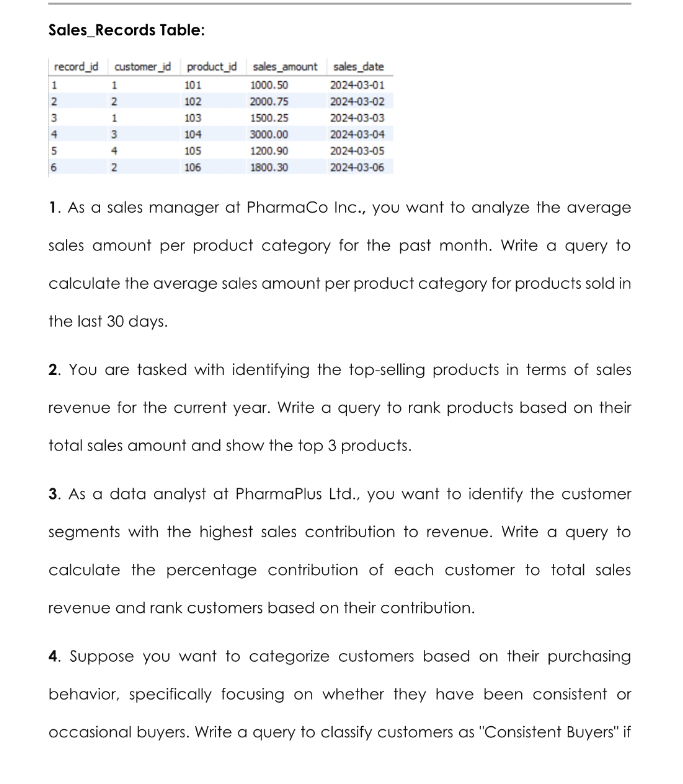 Sales_Records Table:
record_id customer_id product_id sales_amount sales_date
1 1 101 1000.50 2024-03-01
2 2 102 2000.75 2024-03-02
3 1 103 1500.25 2024-03-03
4 3 104 3000.00 2024-03-04
5 4 105 1200.90 2024-03-05
6 2 106 1800.30 2024-03-06
1. As a sales manager at PharmaCo Inc., you want to analyze the average
sales amount per product category for the past month. Write a query to
calculate the average sales amount per product category for products sold in
the last 30 days.
2. You are tasked with identifying the top-selling products in terms of sales
revenue for the current year. Write a query to rank products based on their
total sales amount and show the top 3 products.
3. As a data analyst at PharmaPlus Ltd., you want to identify the customer
segments with the highest sales contribution to revenue. Write a query to
calculate the percentage contribution of each customer to total sales
revenue and rank customers based on their contribution.
4. Suppose you want to categorize customers based on their purchasing
behavior, specifically focusing on whether they have been consistent or
occasional buyers. Write a query to classify customers as "Consistent Buyers" if